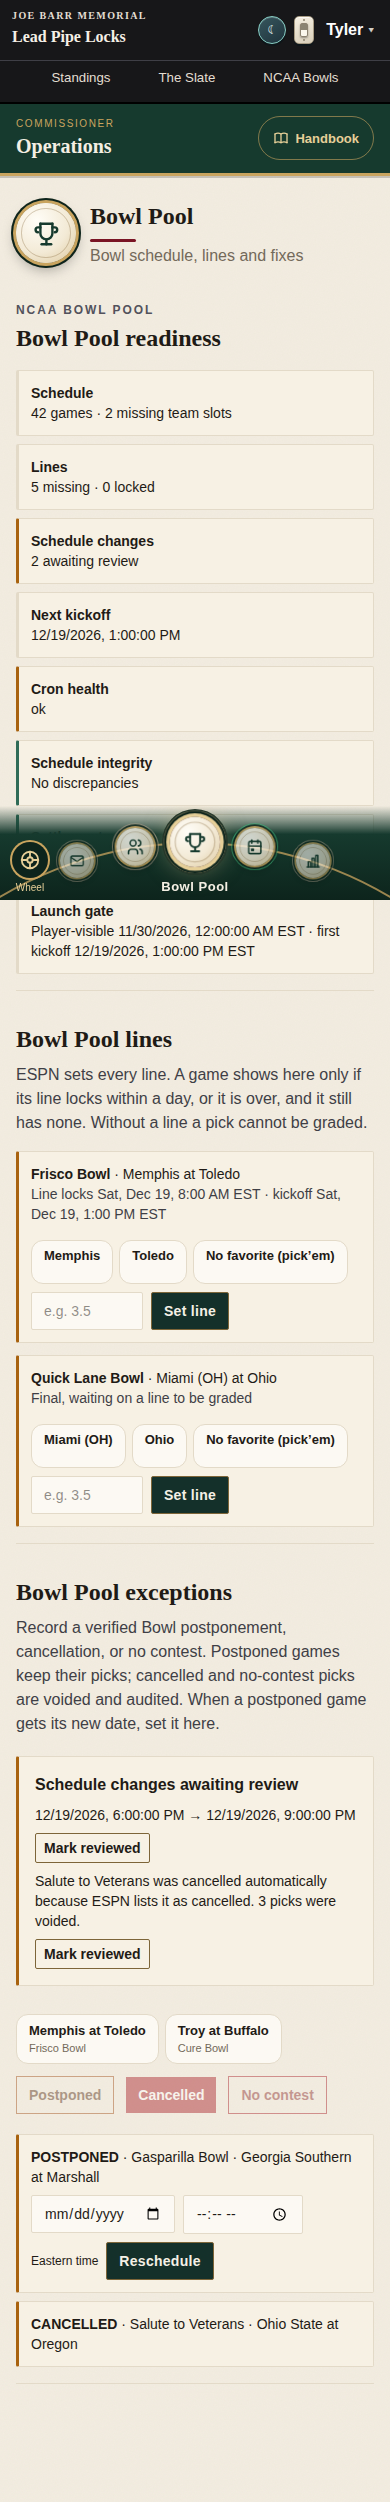 JOE BARR MEMORIAL
Lead Pipe Locks
Tyler
Standings
The Slate
NCAA Bowls
COMMISSIONER
Operations
Handbook
Bowl Pool
Bowl schedule, lines and fixes
NCAA BOWL POOL
Bowl Pool readiness
Schedule
42 games · 2 missing team slots
Lines
5 missing · 0 locked
Schedule changes
2 awaiting review
Next kickoff
12/19/2026, 1:00:00 PM
Cron health
ok
Schedule integrity
No discrepancies
Wheel
Bowl Pool
Launch gate
Player-visible 11/30/2026, 12:00:00 AM EST · first
kickoff 12/19/2026, 1:00:00 PM EST
Bowl Pool lines
ESPN sets every line. A game shows here only if
its line locks within a day, or it is over, and it still
has none. Without a line a pick cannot be graded.
Frisco Bowl · Memphis at Toledo
Line locks Sat, Dec 19, 8:00 AM EST · kickoff Sat,
Dec 19, 1:00 PM EST
Memphis
Toledo
No favorite (pick'em)
e.g. 3.5
Set line
Quick Lane Bowl · Miami (OH) at Ohio
Final, waiting on a line to be graded
Miami (OH)
Ohio
No favorite (pick'em)
e.g. 3.5
Set line
Bowl Pool exceptions
Record a verified Bowl postponement,
cancellation, or no contest. Postponed games
keep their picks; cancelled and no-contest picks
are voided and audited. When a postponed game
gets its new date, set it here.
Schedule changes awaiting review
12/19/2026, 6:00:00 PM → 12/19/2026, 9:00:00 PM
Mark reviewed
Salute to Veterans was cancelled automatically
because ESPN lists it as cancelled. 3 picks were
voided.
Mark reviewed
Memphis at Toledo
Frisco Bowl
Troy at Buffalo
Cure Bowl
Postponed
Cancelled
No contest
POSTPONED · Gasparilla Bowl · Georgia Southern
at Marshall
mm/dd/yyyy
--:-- --
Eastern time
Reschedule
CANCELLED · Salute to Veterans · Ohio State at
Oregon